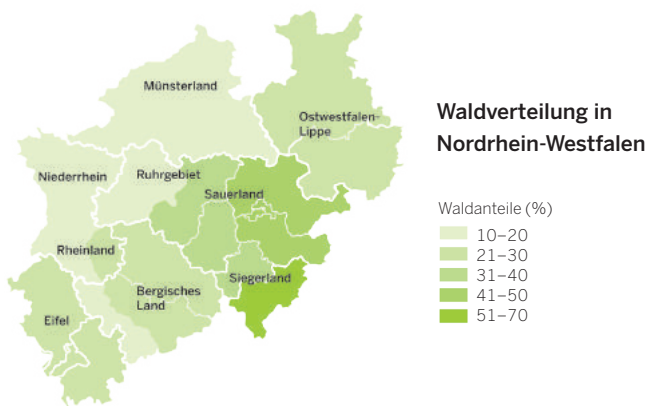 Münsterland
Ostwestfalen-
Lippe
Niederrhein
Ruhrgebiet
Sauerland
Rheinland
Siegerland
Bergisches
Land
Eifel
Waldverteilung in
Nordrhein-Westfalen
Waldanteile (%)
10–20
21–30
31–40
41–50
51–70